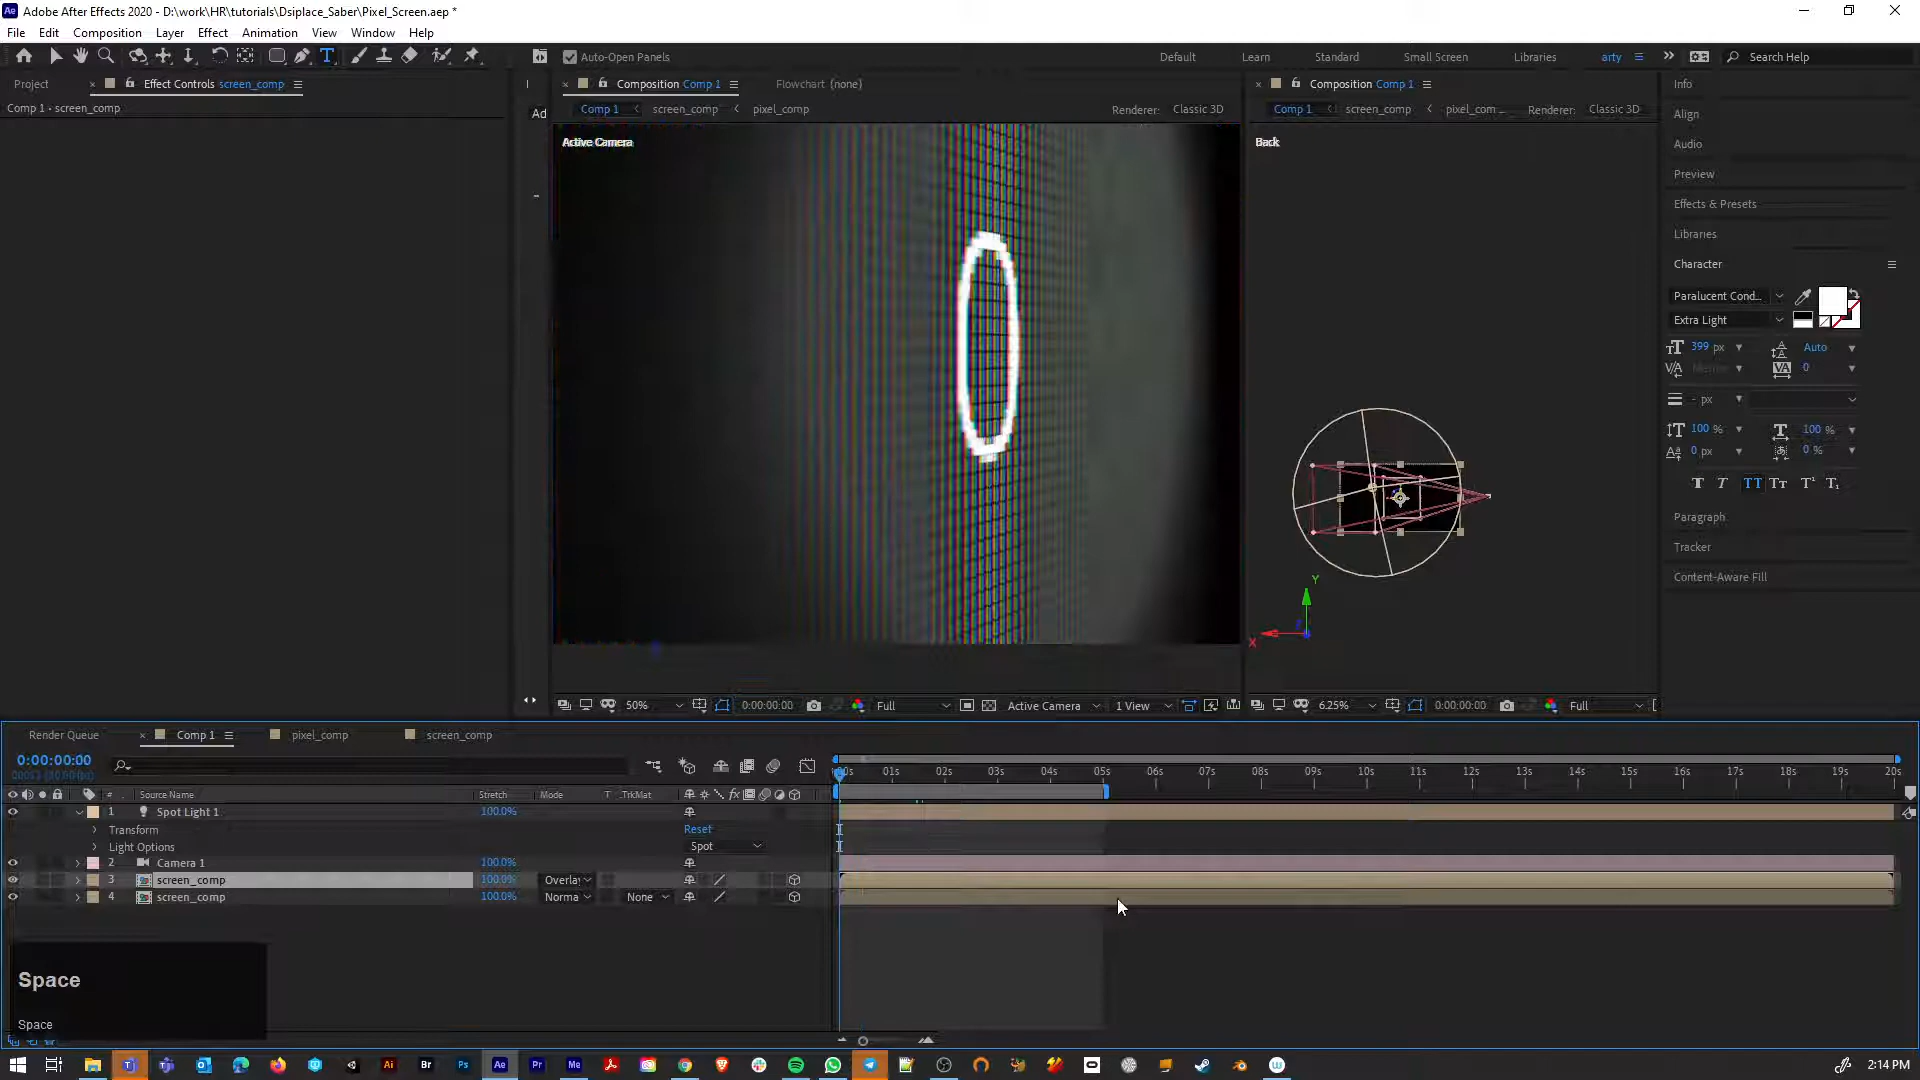 Adobe After Effects 2020 - D:\work\HR\tutorials\Dsiplace_Saber\Pixel_Screen.aep *
File Edit Composition Layer Effect Animation View Window Help
Auto-Open Panels
Default Learn Standard Small Screen Libraries arty Search Help
Project Effect Controls screen_comp
Composition Comp 1 Flowchart (none)
Composition Comp 1
Comp 1 • screen_comp
Ad
Comp 1 screen_comp pixel_comp Renderer: Classic 3D
Comp 1 screen_comp pixel_com ... Renderer: Classic 3D
Active Camera
Back
Info
Align
Audio
Preview
Effects & Presets
Libraries
Character
Paralucent Cond...
Extra Light
399 px Auto
0
- px
100 % 100 %
0 px 0 %
Paragraph
Tracker
Content-Aware Fill
Y
X
50% 0:00:00:00 Full Active Camera 1 View
6.25% 0:00:00:00 Full
Render Queue Comp 1 pixel_comp screen_comp
0:00:00:00
00s 01s 02s 03s 04s 05s 06s 07s 08s 09s 10s 11s 12s 13s 14s 15s 16s 17s 18s 19s 20s
# Source Name Stretch Mode T .TrkMat
1 Spot Light 1 100.0%
Transform Reset
Light Options Spot
2 Camera 1 100.0%
3 screen_comp 100.0% Overla
4 screen_comp 100.0% Norma None
Space
Space
2:14 PM